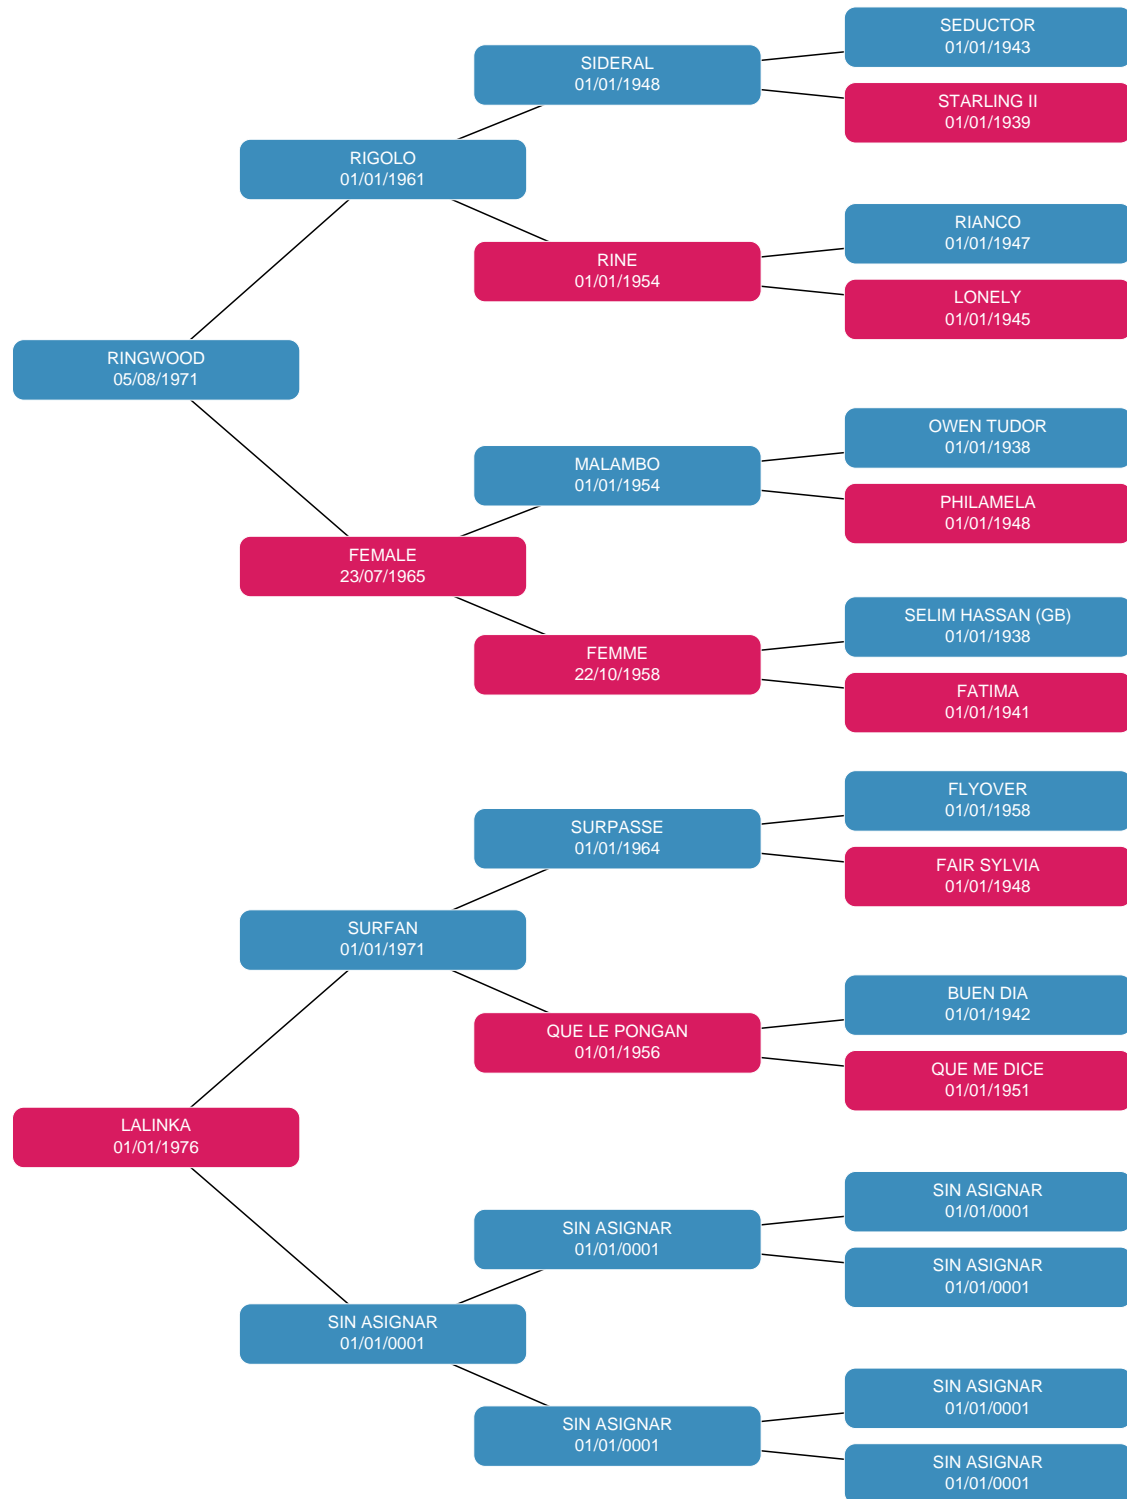 SEDUCTOR
01/01/1943
SIDERAL
01/01/1948
STARLING II
01/01/1939
RIGOLO
01/01/1961
RIANCO
01/01/1947
RINE
01/01/1954
LONELY
01/01/1945
RINGWOOD
05/08/1971
OWEN TUDOR
01/01/1938
MALAMBO
01/01/1954
PHILAMELA
01/01/1948
FEMALE
23/07/1965
SELIM HASSAN (GB)
01/01/1938
FEMME
22/10/1958
FATIMA
01/01/1941
FLYOVER
01/01/1958
SURPASSE
01/01/1964
FAIR SYLVIA
01/01/1948
SURFAN
01/01/1971
BUEN DIA
01/01/1942
QUE LE PONGAN
01/01/1956
QUE ME DICE
01/01/1951
LALINKA
01/01/1976
SIN ASIGNAR
01/01/0001
SIN ASIGNAR
01/01/0001
SIN ASIGNAR
01/01/0001
SIN ASIGNAR
01/01/0001
SIN ASIGNAR
01/01/0001
SIN ASIGNAR
01/01/0001
SIN ASIGNAR
01/01/0001